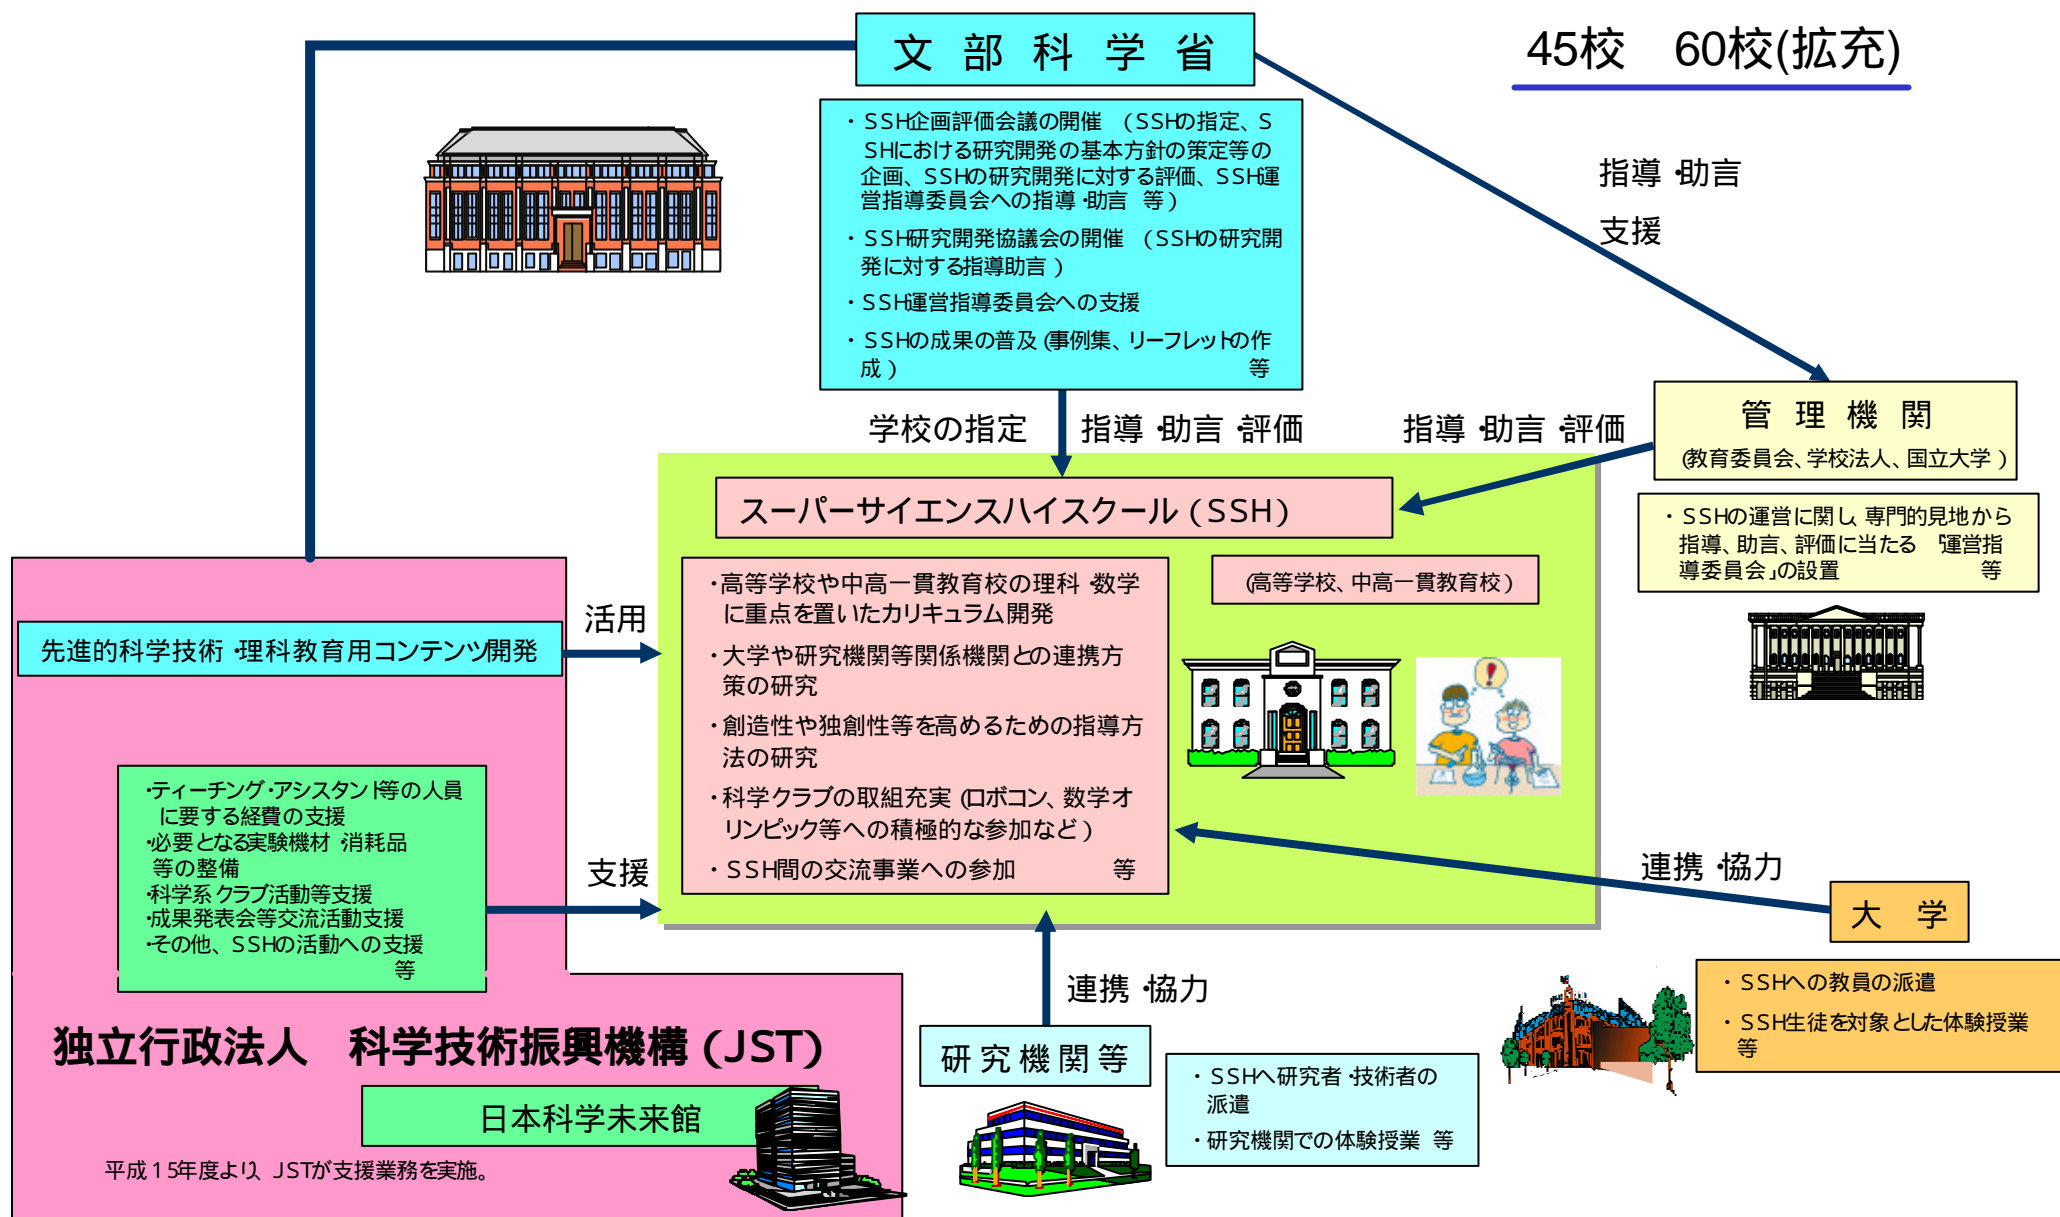 文部科学省
45校　60校(拡充)
・SSH企画評価会議の開催　(SSHの指定、S
SHにおける研究開発の基本方針の策定等の
企画、SSHの研究開発に対する評価、SSH運
営指導委員会への指導・助言　等)
・SSH研究開発協議会の開催　(SSHの研究開
発に対する指導助言)
・SSH運営指導委員会への支援
・SSHの成果の普及(事例集、リーフレットの作
成)　等
指導・助言
支援
学校の指定
指導・助言・評価
指導・助言・評価
管理機関
(教育委員会、学校法人、国立大学)
・SSHの運営に関し、専門的見地から
指導、助言、評価に当たる「運営指
導委員会」の設置　等
スーパーサイエンスハイスクール(SSH)
(高等学校、中高一貫教育校)
・高等学校や中高一貫教育校の理科・数学
に重点を置いたカリキュラム開発
・大学や研究機関等関係機関との連携方
策の研究
・創造性や独創性等を高めるための指導方
法の研究
・科学クラブの取組充実(ロボコン、数学オ
リンピック等への積極的な参加など)
・SSH間の交流事業への参加　等
活用
先進的科学技術・理科教育用コンテンツ開発
・ティーチング・アシスタント等の人員
に要する経費の支援
・必要となる実験機材・消耗品
等の整備
・科学系クラブ活動等支援
・成果発表会等交流活動支援
・その他、SSHの活動への支援
等
支援
独立行政法人　科学技術振興機構(JST)
日本科学未来館
平成15年度より、JSTが支援業務を実施。
連携・協力
研究機関等
・SSHへ研究者・技術者の
派遣
・研究機関での体験授業　等
連携・協力
大　学
・SSHへの教員の派遣
・SSH生徒を対象とした体験授業
等